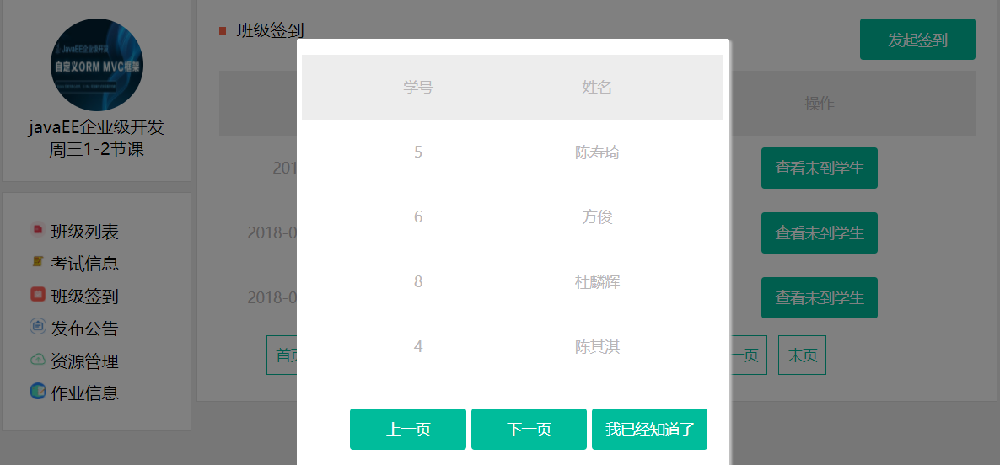 JavaEE企业级开发
自定义ORM MVC框架
javaEE企业级开发
周三1-2节课
班级列表
考试信息
班级签到
发布公告
资源管理
作业信息
班级签到
发起签到
操作
201
查看未到学生
2018-0
查看未到学生
2018-0
查看未到学生
首页
一页
末页
学号 姓名
5 陈寿琦
6 方俊
8 杜麟辉
4 陈其淇
上一页 下一页 我已经知道了